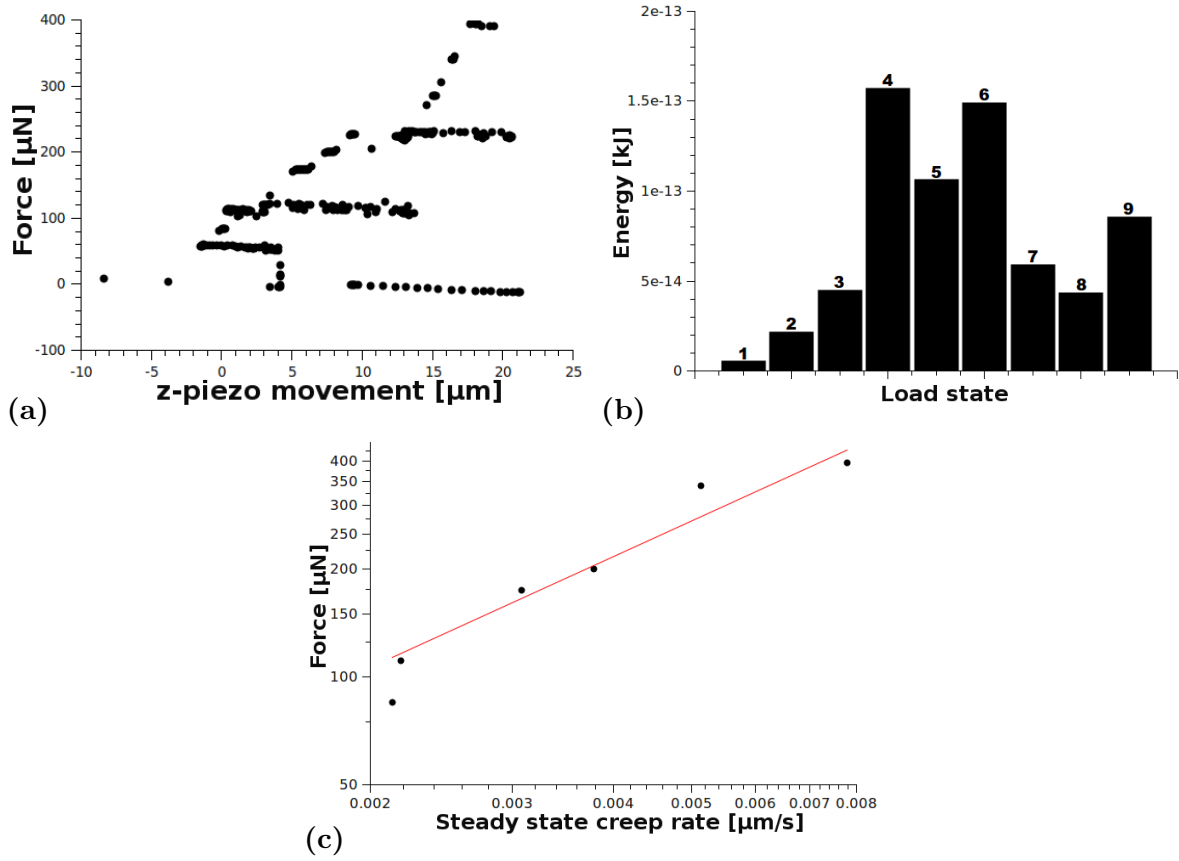 400
300
200
100
0
-100
Force [µN]
-10 -5 0 5 10 15 20 25
z-piezo movement [µm]
(a)
2e-13
1.5e-13
1e-13
5e-14
0
Energy [kJ]
1 2 3 4 5 6 7 8 9
Load state
(b)
400
350
300
250
200
150
100
50
Force [µN]
0.002 0.003 0.004 0.005 0.006 0.007 0.008
Steady state creep rate [µm/s]
(c)